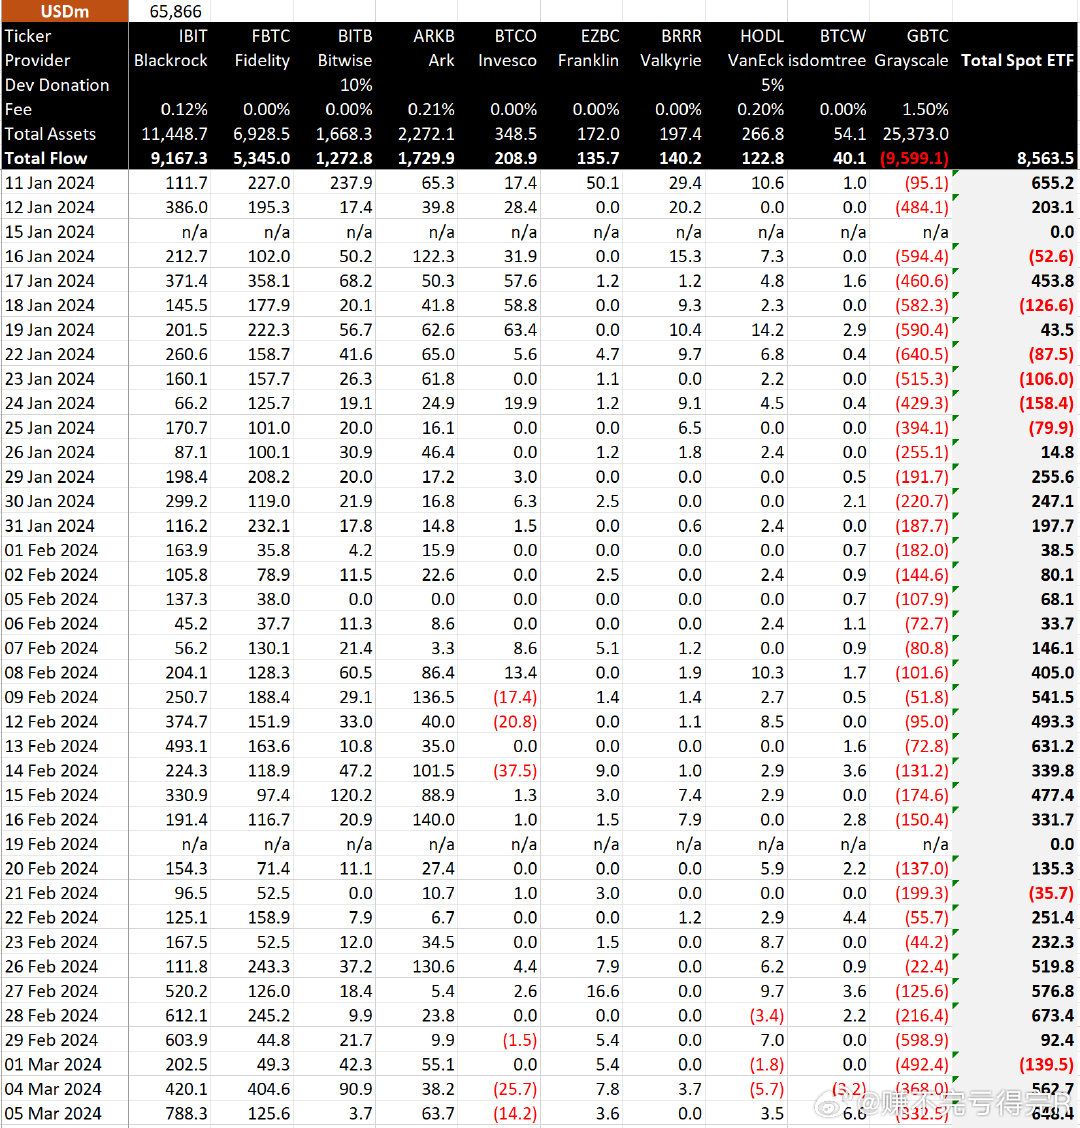 USDm 65,866
Ticker IBIT FBTC BITB ARKB BTCO EZBC BRRR HODL BTCW GBTC
Provider Blackrock Fidelity Bitwise Ark Invesco Franklin Valkyrie VanEck isdomtree Grayscale Total Spot ETF
Dev Donation 10% 5%
Fee 0.12% 0.00% 0.00% 0.21% 0.00% 0.00% 0.00% 0.20% 0.00% 1.50%
Total Assets 11,448.7 6,928.5 1,668.3 2,272.1 348.5 172.0 197.4 266.8 54.1 25,373.0
Total Flow 9,167.3 5,345.0 1,272.8 1,729.9 208.9 135.7 140.2 122.8 40.1 (9,599.1) 8,563.5
11 Jan 2024 111.7 227.0 237.9 65.3 17.4 50.1 29.4 10.6 1.0 (95.1) 655.2
12 Jan 2024 386.0 195.3 17.4 39.8 28.4 0.0 20.2 0.0 0.0 (484.1) 203.1
15 Jan 2024 n/a n/a n/a n/a n/a n/a n/a n/a n/a n/a 0.0
16 Jan 2024 212.7 102.0 50.2 122.3 31.9 0.0 15.3 7.3 0.0 (594.4) (52.6)
17 Jan 2024 371.4 358.1 68.2 50.3 57.6 1.2 1.2 4.8 1.6 (460.6) 453.8
18 Jan 2024 145.5 177.9 20.1 41.8 58.8 0.0 9.3 2.3 0.0 (582.3) (126.6)
19 Jan 2024 201.5 222.3 56.7 62.6 63.4 0.0 10.4 14.2 2.9 (590.4) 43.5
22 Jan 2024 260.6 158.7 41.6 65.0 5.6 4.7 9.7 6.8 0.4 (640.5) (87.5)
23 Jan 2024 160.1 157.7 26.3 61.8 0.0 1.1 0.0 2.2 0.0 (515.3) (106.0)
24 Jan 2024 66.2 125.7 19.1 24.9 19.9 1.2 9.1 4.5 0.4 (429.3) (158.4)
25 Jan 2024 170.7 101.0 20.0 16.1 0.0 0.0 6.5 0.0 0.0 (394.1) (79.9)
26 Jan 2024 87.1 100.1 30.9 46.4 0.0 1.2 1.8 2.4 0.0 (255.1) 14.8
29 Jan 2024 198.4 208.2 20.0 17.2 3.0 0.0 0.0 0.0 0.5 (191.7) 255.6
30 Jan 2024 299.2 119.0 21.9 16.8 6.3 2.5 0.0 0.0 2.1 (220.7) 247.1
31 Jan 2024 116.2 232.1 17.8 14.8 1.5 0.0 0.6 2.4 0.0 (187.7) 197.7
01 Feb 2024 163.9 35.8 4.2 15.9 0.0 0.0 0.0 0.0 0.7 (182.0) 38.5
02 Feb 2024 105.8 78.9 11.5 22.6 0.0 2.5 0.0 2.4 0.9 (144.6) 80.1
05 Feb 2024 137.3 38.0 0.0 0.0 0.0 0.0 0.0 0.0 0.7 (107.9) 68.1
06 Feb 2024 45.2 37.7 11.3 8.6 0.0 0.0 0.0 2.4 1.1 (72.7) 33.7
07 Feb 2024 56.2 130.1 21.4 3.3 8.6 5.1 1.2 0.0 0.9 (80.8) 146.1
08 Feb 2024 204.1 128.3 60.5 86.4 13.4 0.0 1.9 10.3 1.7 (101.6) 405.0
09 Feb 2024 250.7 188.4 29.1 136.5 (17.4) 1.4 1.4 2.7 0.5 (51.8) 541.5
12 Feb 2024 374.7 151.9 33.0 40.0 (20.8) 0.0 1.1 8.5 0.0 (95.0) 493.3
13 Feb 2024 493.1 163.6 10.8 35.0 0.0 0.0 0.0 0.0 1.6 (72.8) 631.2
14 Feb 2024 224.3 118.9 47.2 101.5 (37.5) 9.0 1.0 2.9 3.6 (131.2) 339.8
15 Feb 2024 330.9 97.4 120.2 88.9 1.3 3.0 7.4 2.9 0.0 (174.6) 477.4
16 Feb 2024 191.4 116.7 20.9 140.0 1.0 1.5 7.9 0.0 2.8 (150.4) 331.7
19 Feb 2024 n/a n/a n/a n/a n/a n/a n/a n/a n/a n/a 0.0
20 Feb 2024 154.3 71.4 11.1 27.4 0.0 0.0 0.0 5.9 2.2 (137.0) 135.3
21 Feb 2024 96.5 52.5 0.0 10.7 1.0 3.0 0.0 0.0 0.0 (199.3) (35.7)
22 Feb 2024 125.1 158.9 7.9 6.7 0.0 0.0 1.2 2.9 4.4 (55.7) 251.4
23 Feb 2024 167.5 52.5 12.0 34.5 0.0 1.5 0.0 8.7 0.0 (44.2) 232.3
26 Feb 2024 111.8 243.3 37.2 130.6 4.4 7.9 0.0 6.2 0.9 (22.4) 519.8
27 Feb 2024 520.2 126.0 18.4 5.4 2.6 16.6 0.0 9.7 3.6 (125.6) 576.8
28 Feb 2024 612.1 245.2 9.9 23.8 0.0 0.0 0.0 (3.4) 2.2 (216.4) 673.4
29 Feb 2024 603.9 44.8 21.7 9.9 (1.5) 5.4 0.0 7.0 0.0 (598.9) 92.4
01 Mar 2024 202.5 49.3 42.3 55.1 0.0 5.4 0.0 (1.8) 0.0 (492.4) (139.5)
04 Mar 2024 420.1 404.6 90.9 38.2 (25.7) 7.8 3.7 (5.7) (3.2) (368.0) 562.7
05 Mar 2024 788.3 125.6 3.7 63.7 (14.2) 3.6 0.0 3.5 6.6 (332.5) 648.4